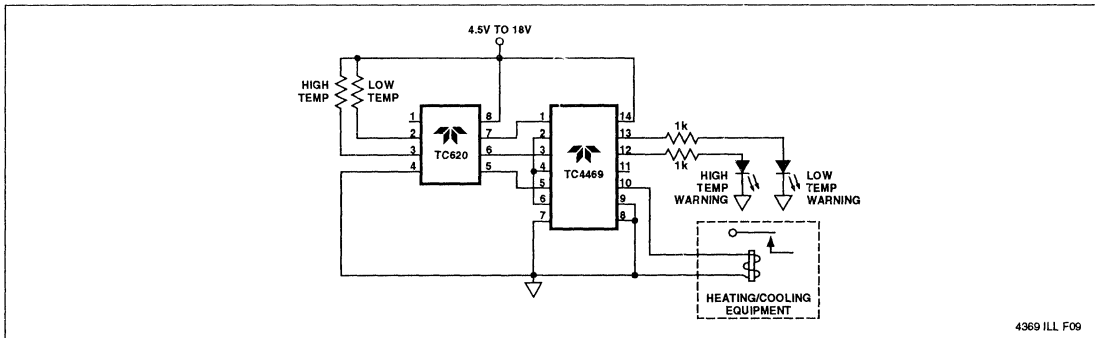 4.5V TO 18V
HIGH
TEMP
LOW
TEMP
1
2
3
4
8
7
6
5
TC620
1
2
3
4
5
6
7
14
13
12
11
10
9
8
TC4469
1k
1k
HIGH
TEMP
WARNING
LOW
TEMP
WARNING
HEATING/COOLING
EQUIPMENT
4369 ILL F09